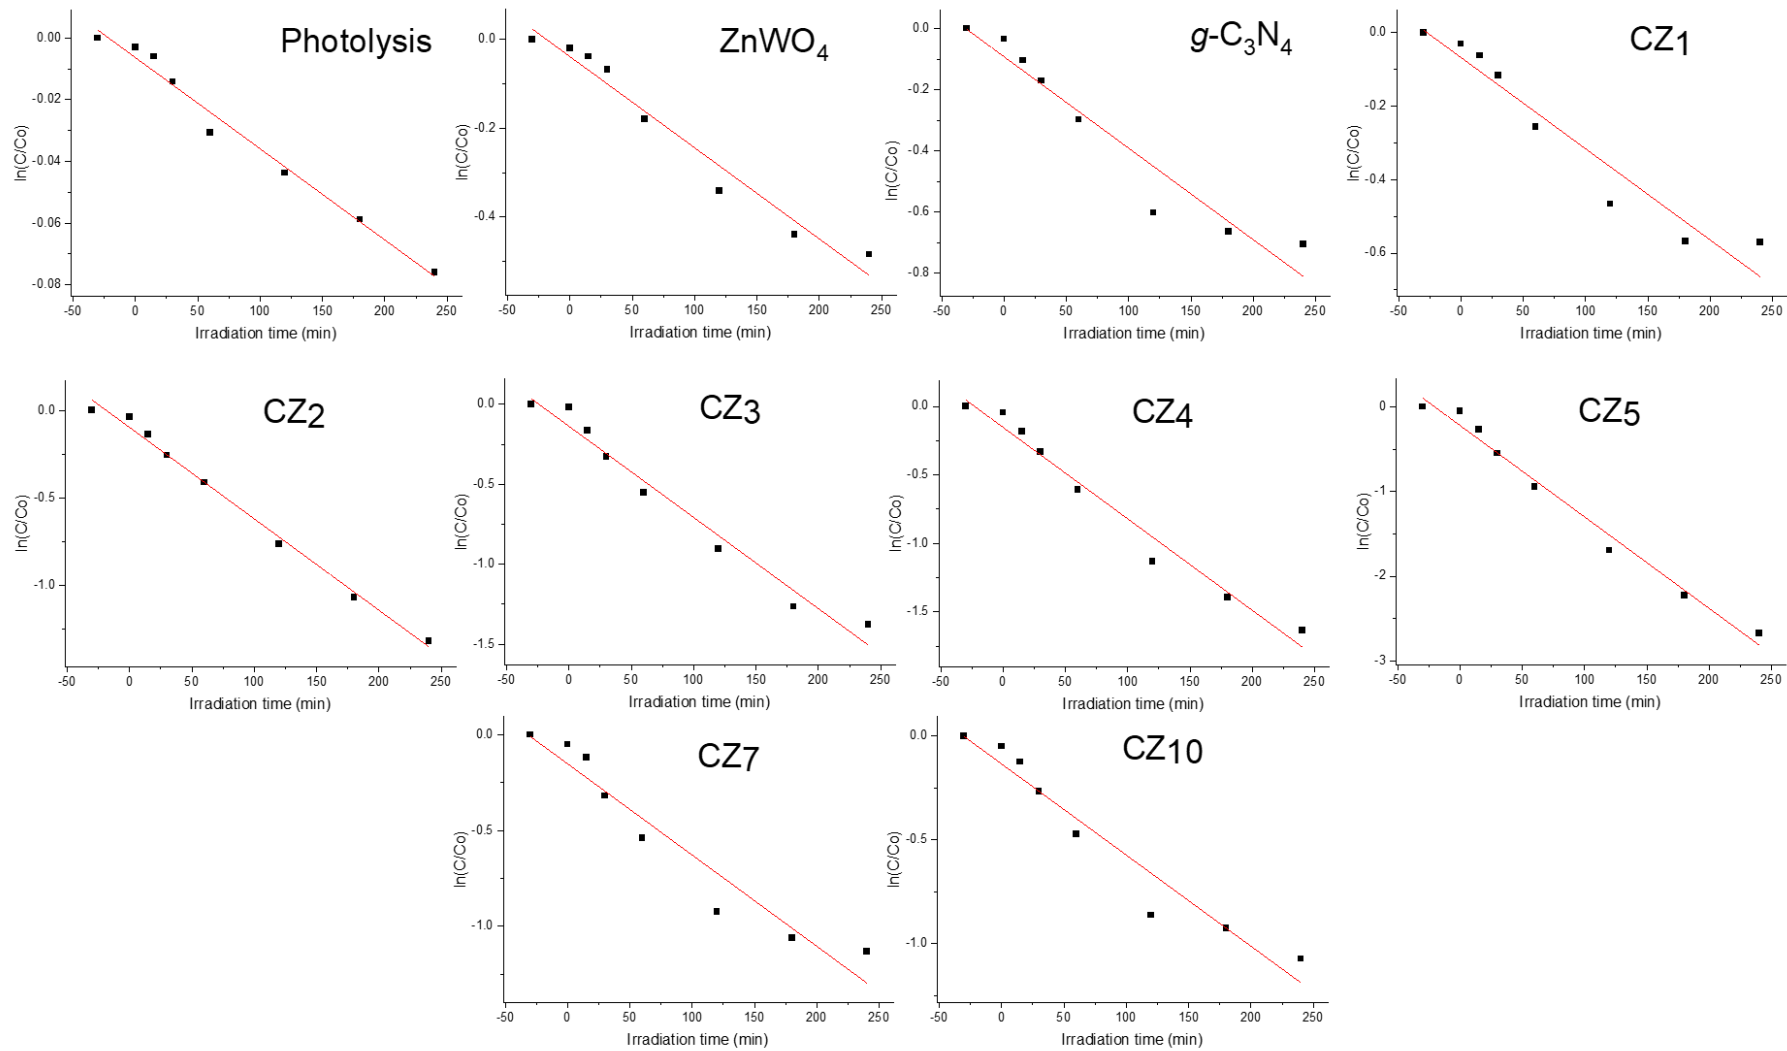 Photolysis
0.00
-0.02
-0.04
-0.06
-0.08
ln(C/Co)
-50 0 50 100 150 200 250
Irradiation time (min)
ZnWO4
0.0
-0.2
-0.4
ln(C/Co)
-50 0 50 100 150 200 250
Irradiation time (min)
g-C3N4
0.0
-0.2
-0.4
-0.6
-0.8
ln(C/Co)
-50 0 50 100 150 200 250
Irradiation time (min)
CZ1
0.0
-0.2
-0.4
-0.6
ln(C/Co)
-50 0 50 100 150 200 250
Irradiation time (min)
CZ2
0.0
-0.5
-1.0
ln(C/Co)
-50 0 50 100 150 200 250
Irradiation time (min)
CZ3
0.0
-0.5
-1.0
-1.5
ln(C/Co)
-50 0 50 100 150 200 250
Irradiation time (min)
CZ4
0.0
-0.5
-1.0
-1.5
ln(C/Co)
-50 0 50 100 150 200 250
Irradiation time (min)
CZ5
0
-1
-2
-3
ln(C/Co)
-50 0 50 100 150 200 250
Irradiation time (min)
CZ7
0.0
-0.5
-1.0
ln(C/Co)
-50 0 50 100 150 200 250
Irradiation time (min)
CZ10
0.0
-0.5
-1.0
ln(C/Co)
-50 0 50 100 150 200 250
Irradiation time (min)